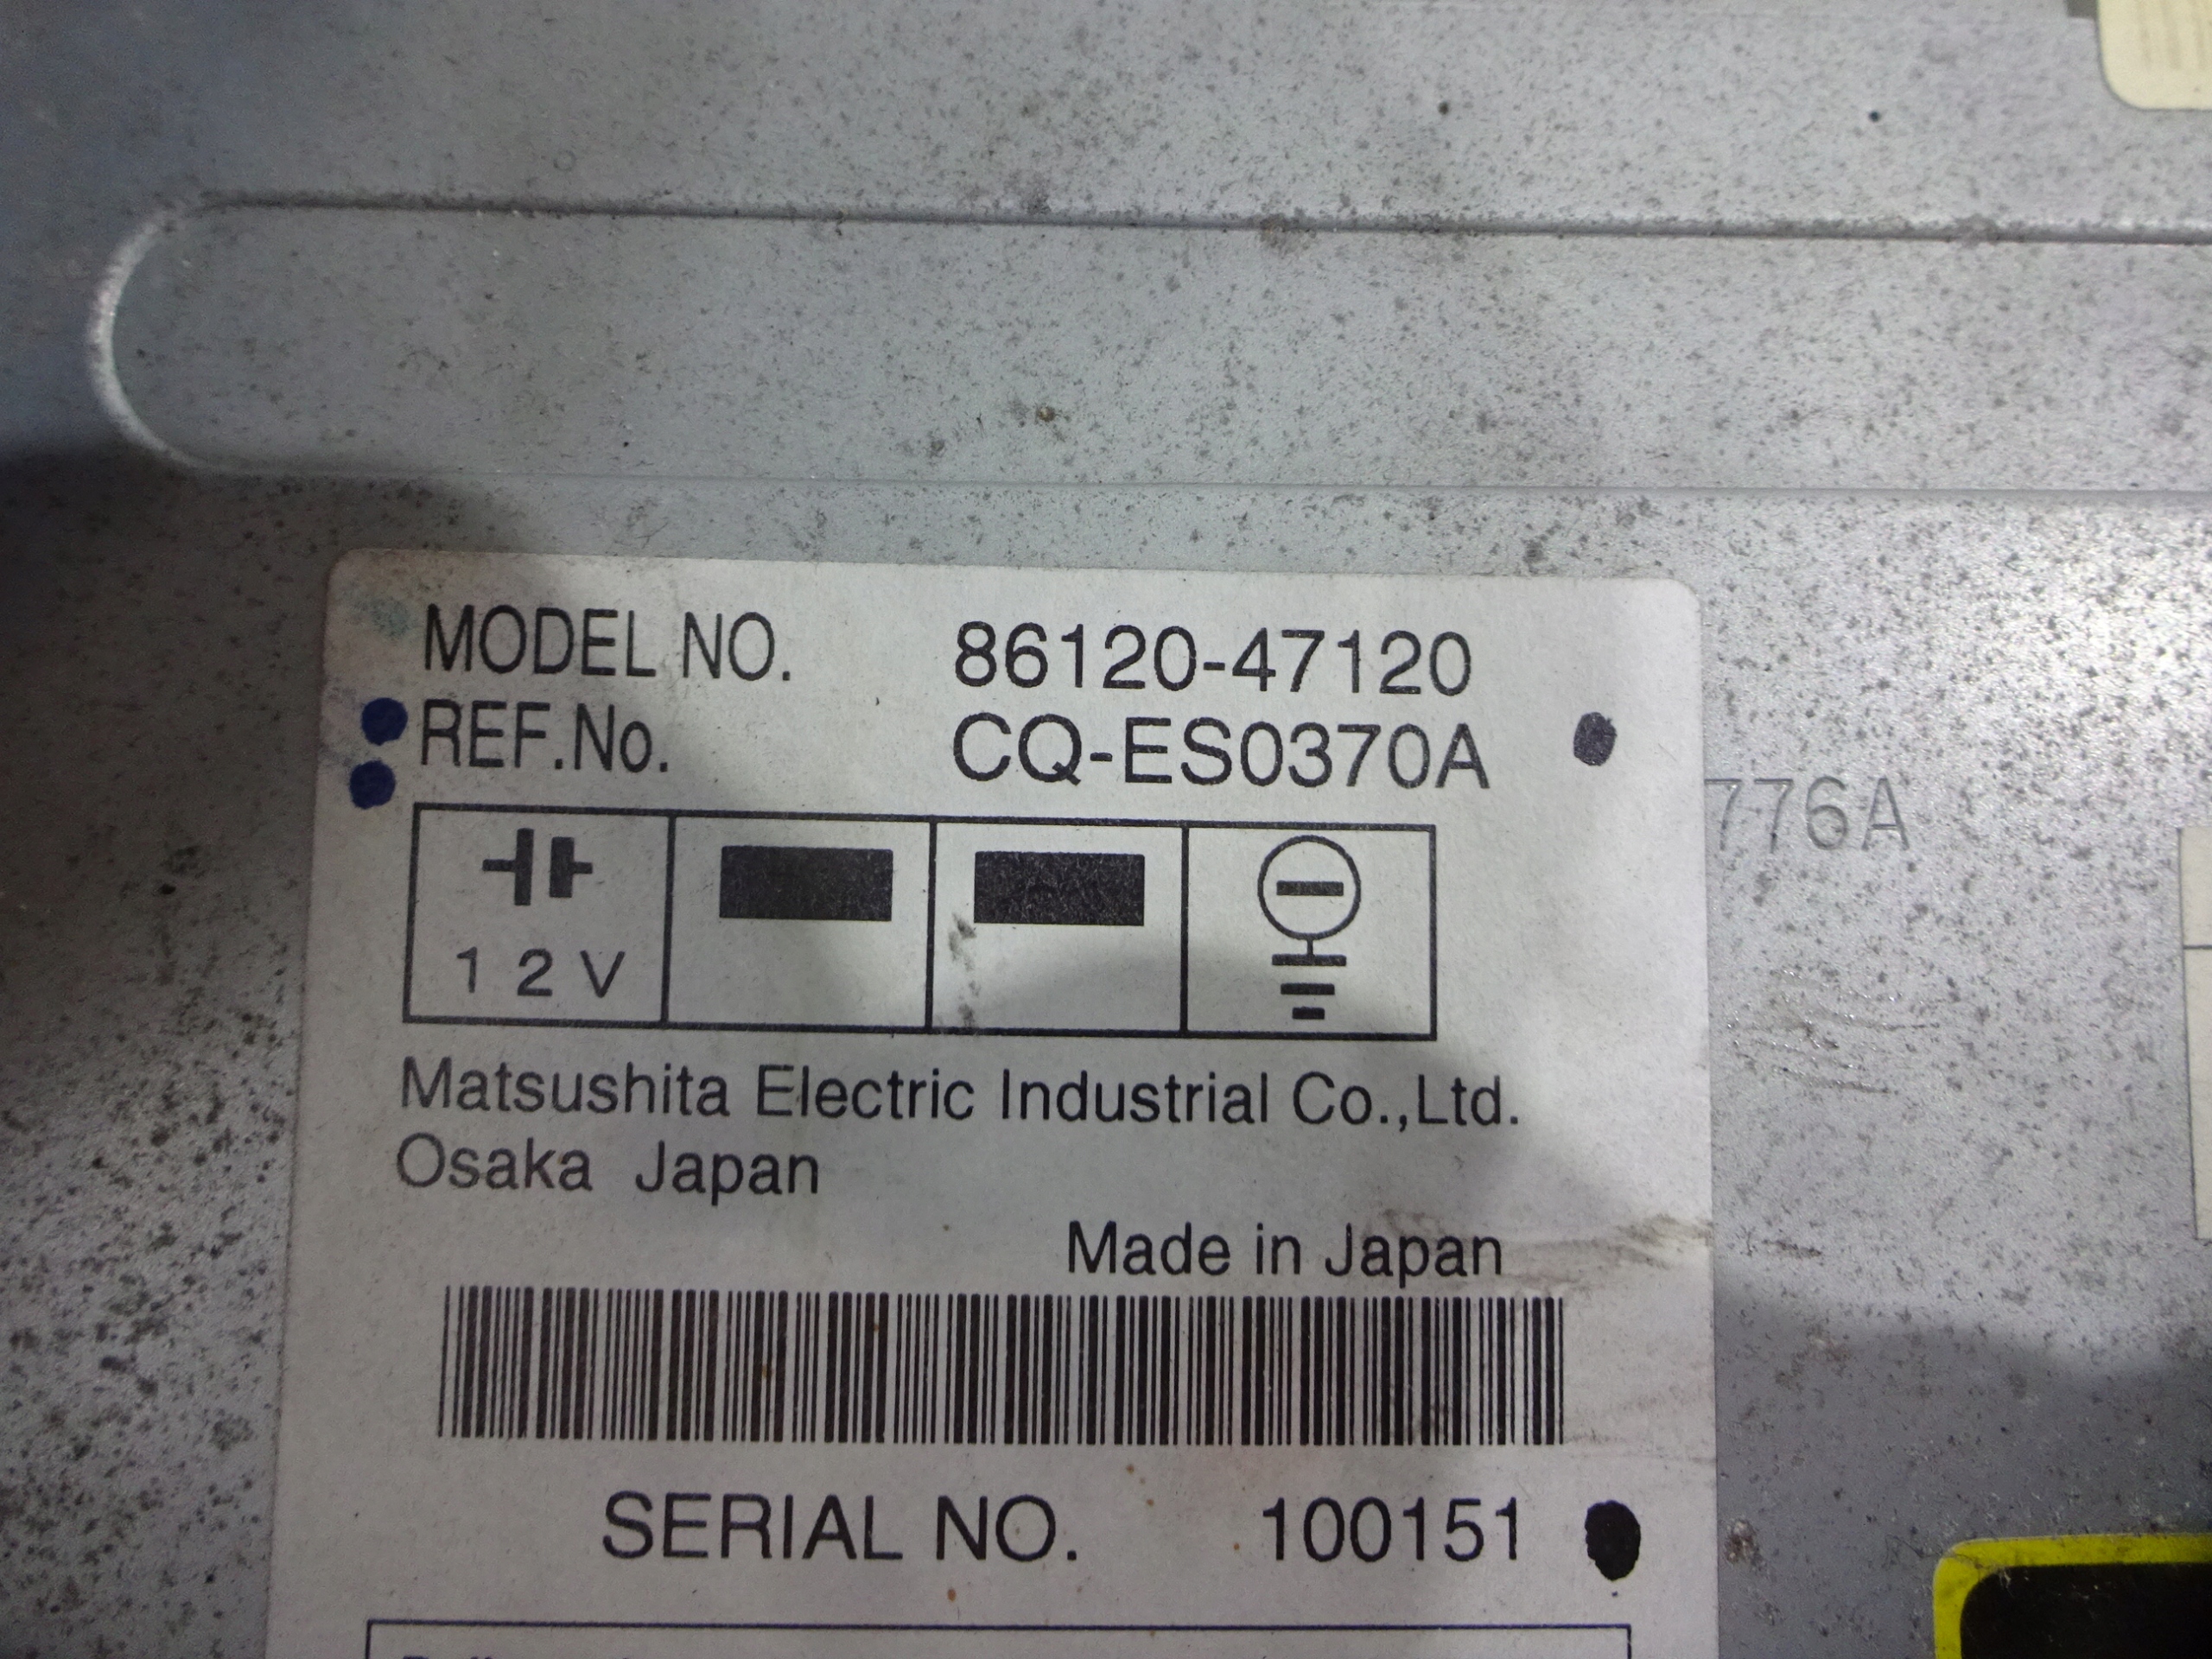 MODEL NO. 86120-47120
REF.No. CQ-ES0370A
776A
12V
Matsushita Electric Industrial Co.,Ltd.
Osaka Japan
Made in Japan
SERIAL NO. 100151